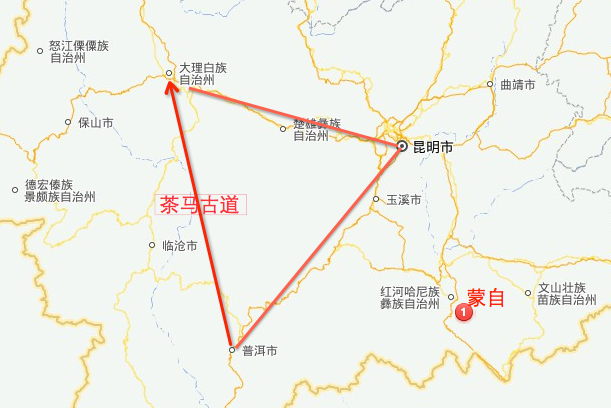 怒江傈僳族
自治州
大理白族
自治州
曲靖市
保山市
楚雄彝族
自治州
昆明市
德宏傣族
景颇族自治州
茶马古道
玉溪市
临沧市
红河哈尼族
彝族自治州
蒙自
1
文山壮族
苗族自治州
普洱市